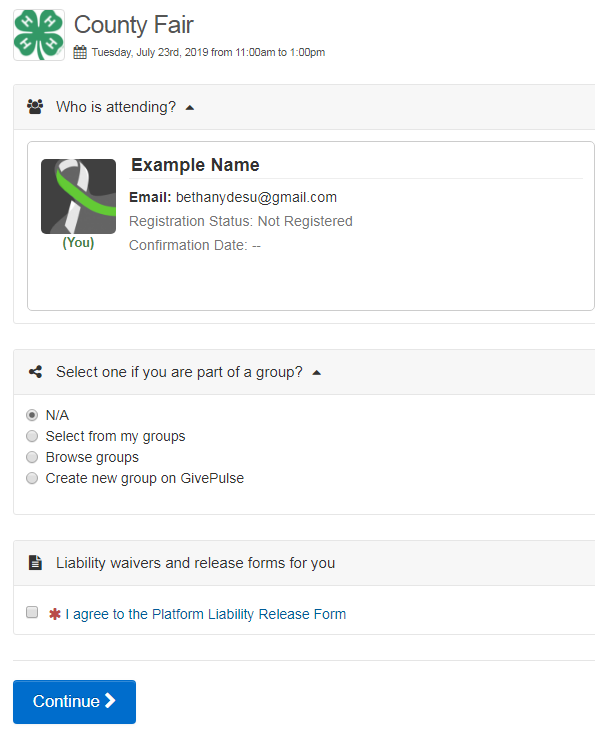 H H H H
County Fair
Tuesday, July 23rd, 2019 from 11:00am to 1:00pm
Who is attending?
Example Name
Email: bethanydesu@gmail.com
(You)
Registration Status: Not Registered
Confirmation Date: --
Select one if you are part of a group?
N/A
Select from my groups
Browse groups
Create new group on GivePulse
Liability waivers and release forms for you
✱ I agree to the Platform Liability Release Form
Continue